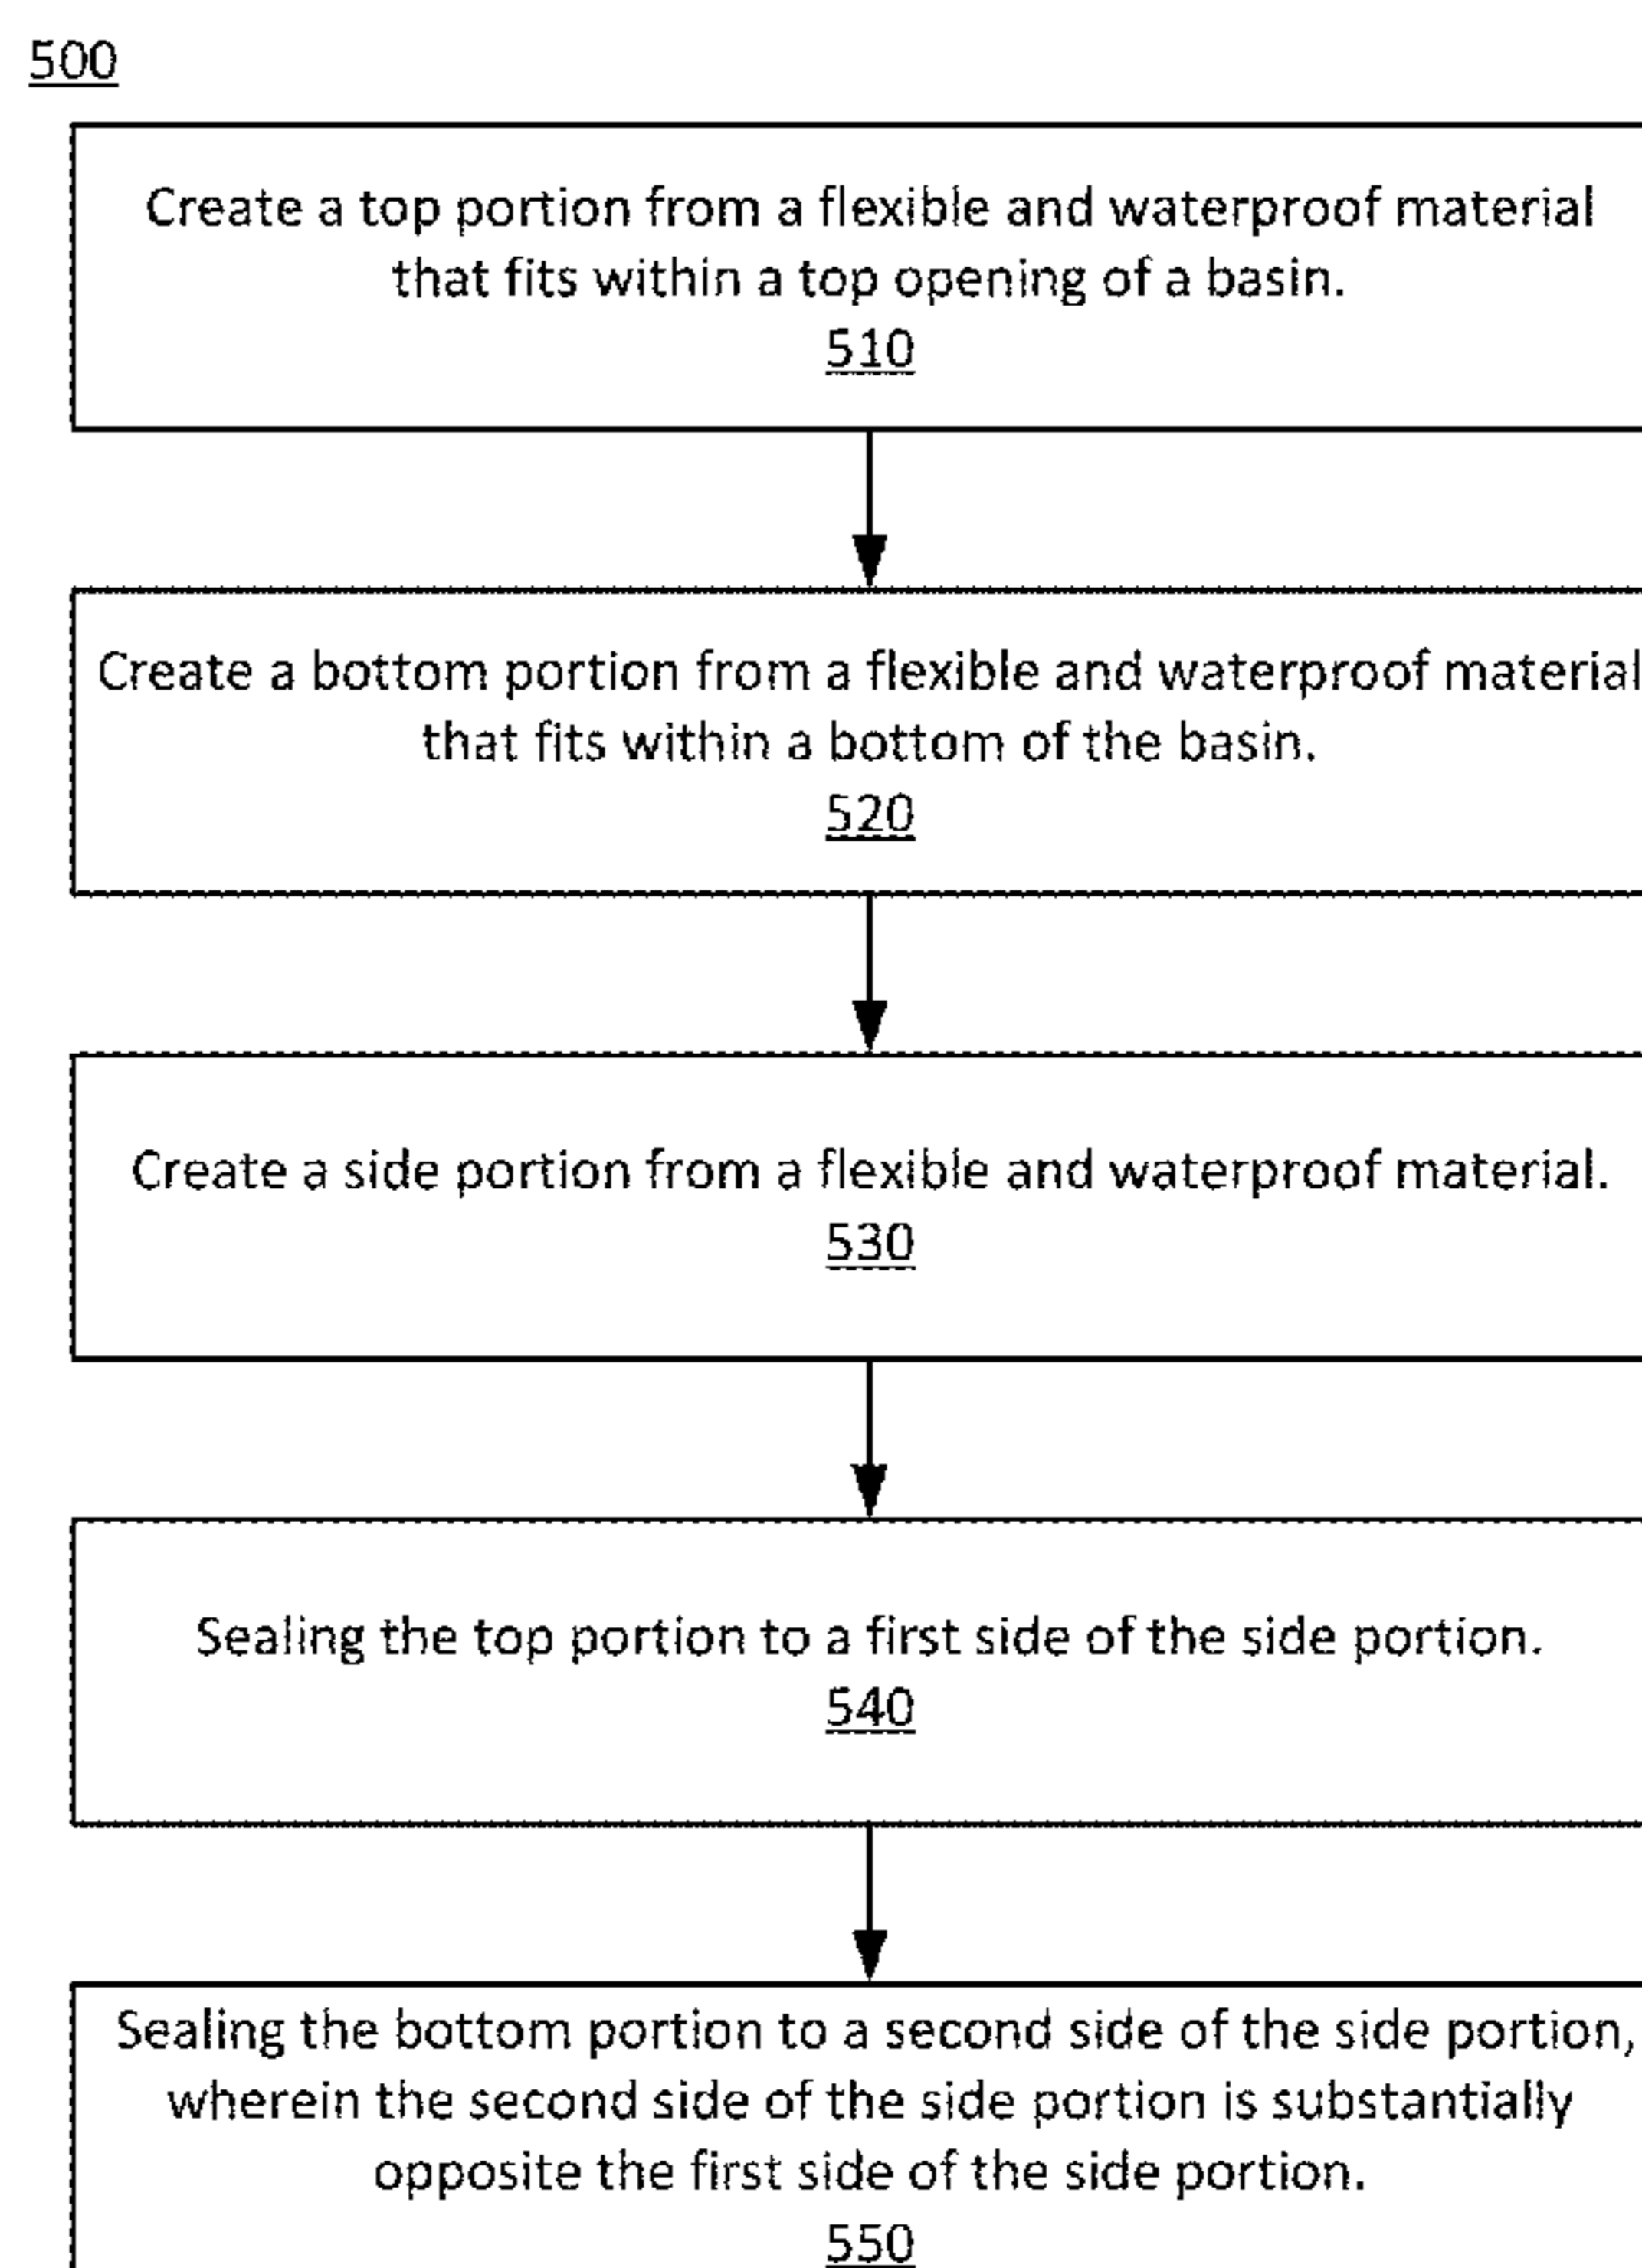 500
Create a top portion from a flexible and waterproof material
that fits within a top opening of a basin.
510
Create a bottom portion from a flexible and waterproof material
that fits within a bottom of the basin.
520
Create a side portion from a flexible and waterproof material.
530
Sealing the top portion to a first side of the side portion.
540
Sealing the bottom portion to a second side of the side portion,
wherein the second side of the side portion is substantially
opposite the first side of the side portion.
550